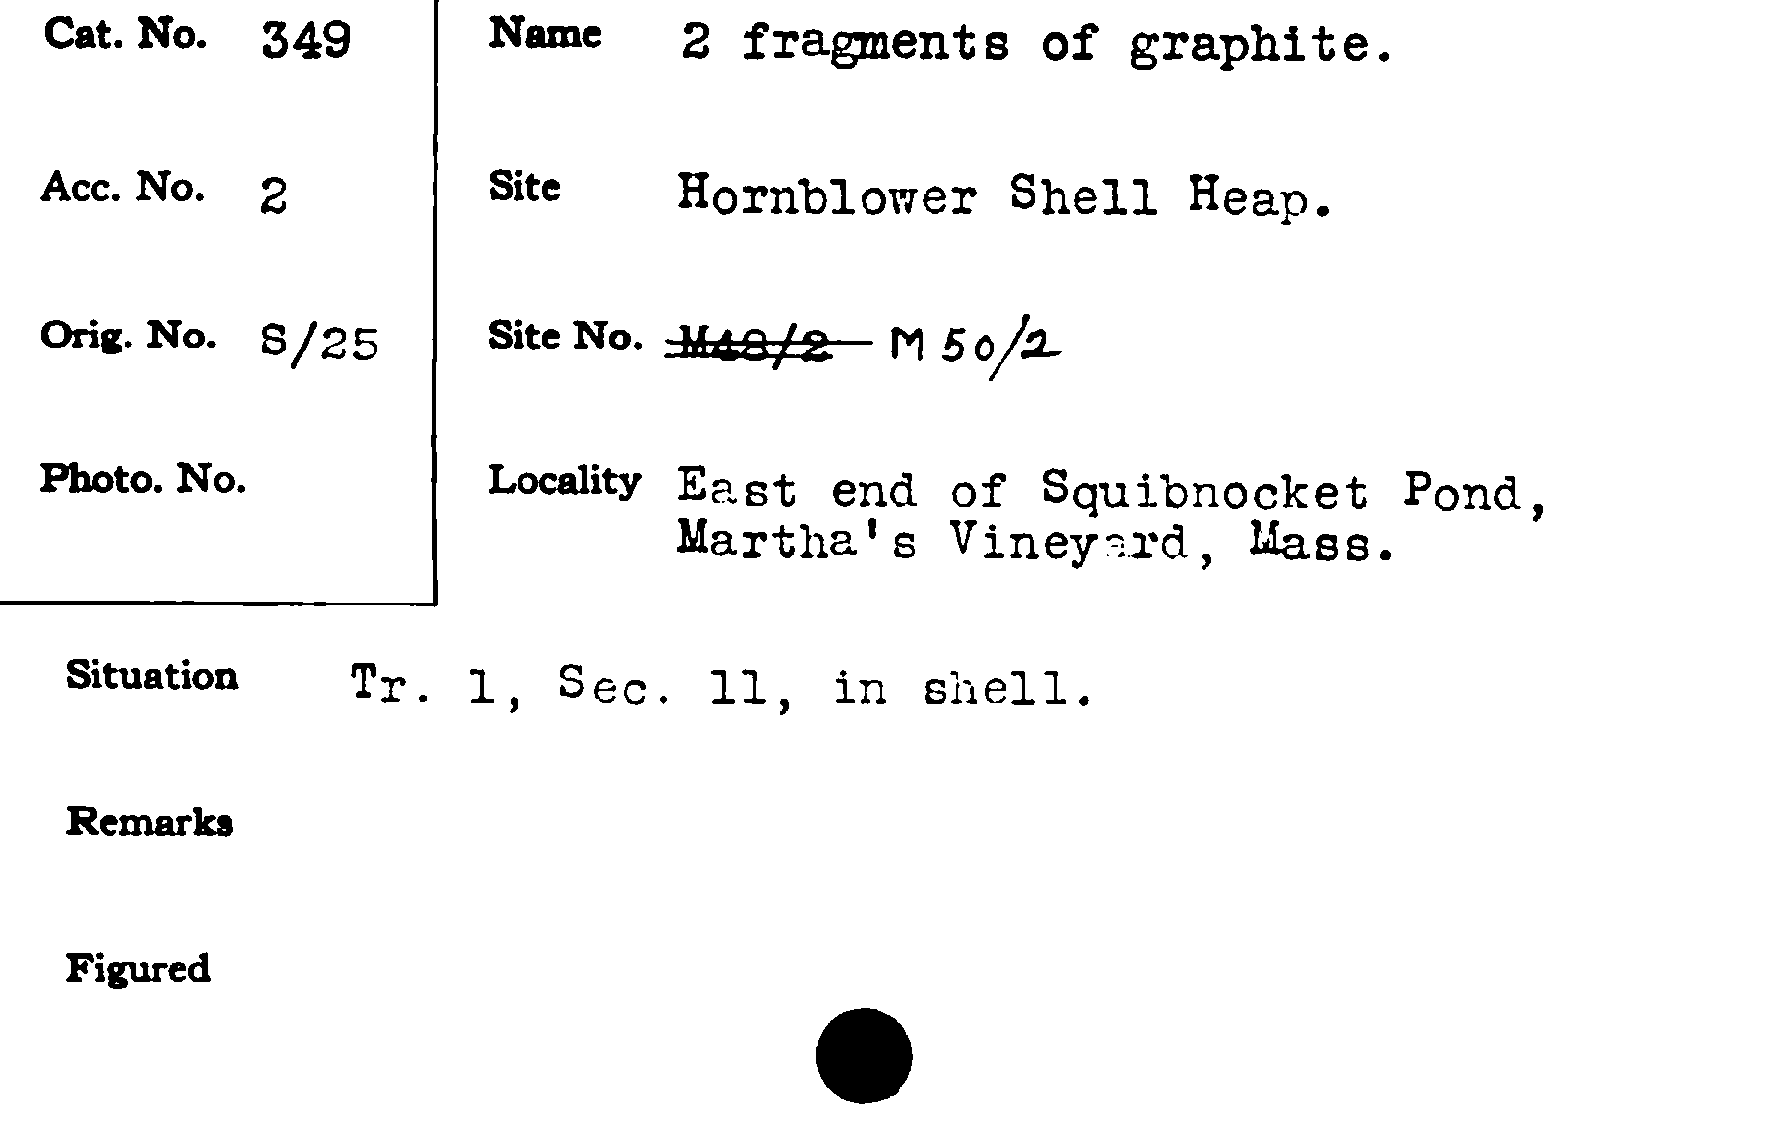 Cat. No. 349
Name 2 fragments of graphite.
Acc. No. 2
Site Hornblower Shell Heap.
Orig. No. S/25
Site No. M48/2 M 50/2
Photo. No.
Locality East end of Squibnocket Pond,
Martha's Vineyard, Mass.
Situation Tr. 1, Sec. 11, in shell.
Remarks
Figured